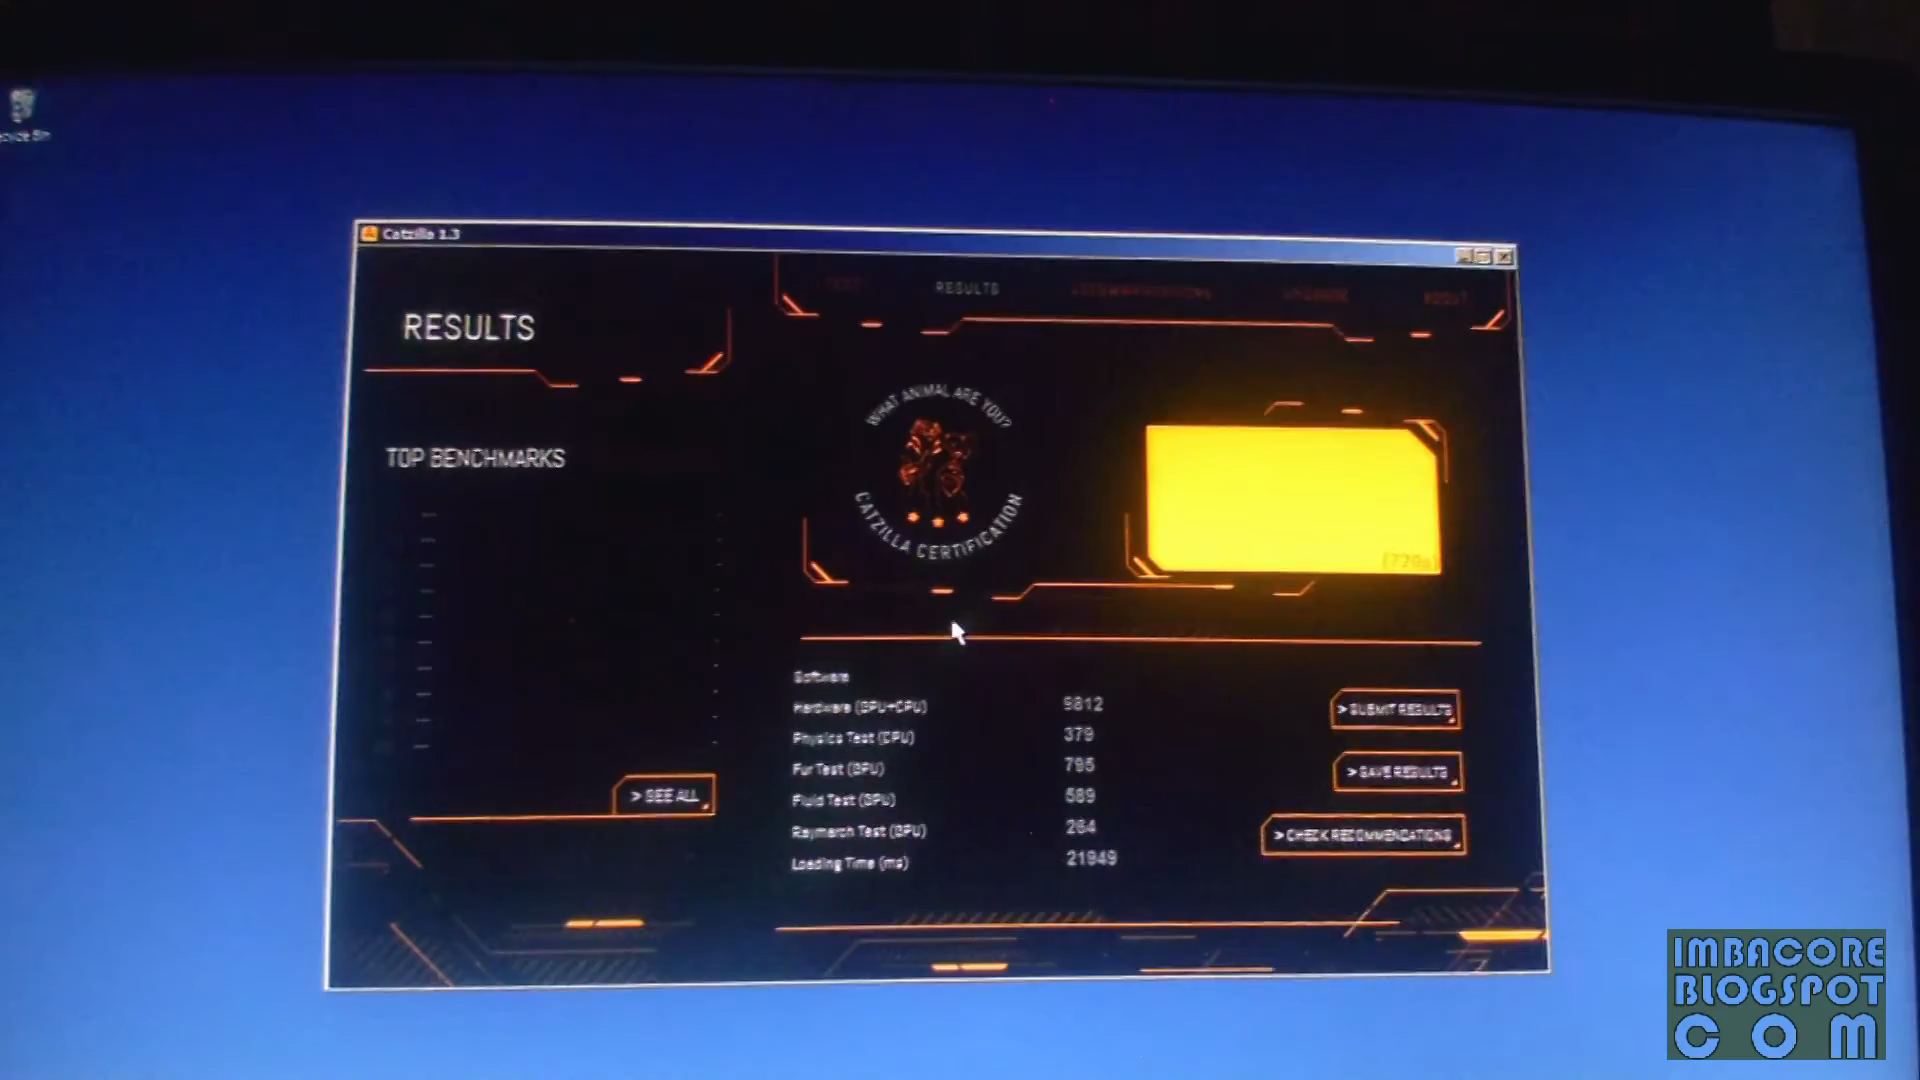 Catzilla 1.3
RESULTS
RESULTS
WHAT ANIMAL ARE YOU?
CATZILLA CERTIFICATION
TOP BENCHMARKS
(720p)
Software
Hardware (GPU+CPU) 9812
Physics Test (CPU) 379
Fur Test (GPU) 795
Fluid Test (GPU) 589
Raymarch Test (GPU) 264
Loading Time (ms) 21949
> SUBMIT RESULTS
> SAVE RESULTS
> CHECK RECOMMENDATIONS
> SEE ALL
IMBACORE
BLOGSPOT
COM